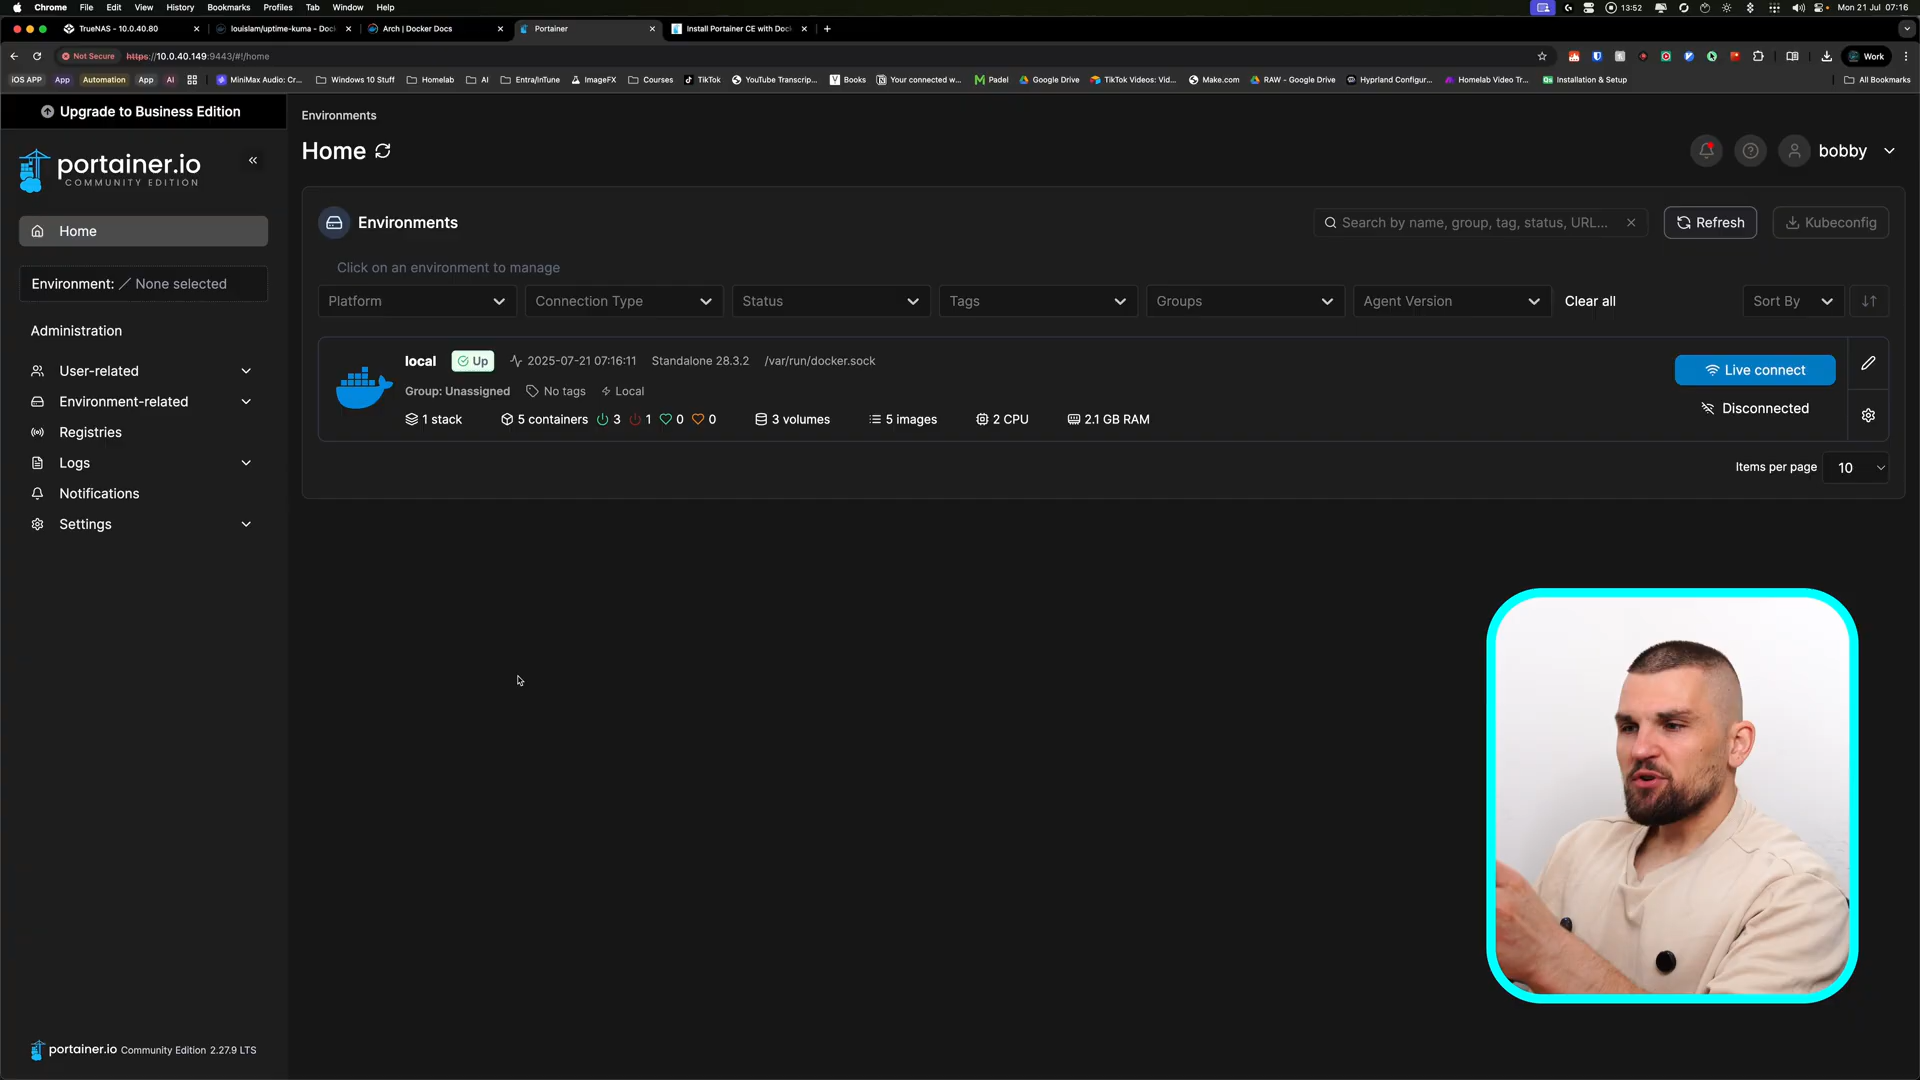 Chrome File Edit View History Bookmarks Profiles Tab Window Help 13:52 Mon 21 Jul 07:16
TrueNAS - 10.0.40.80 louislam/uptime-kuma - Doc Arch | Docker Docs Portainer Install Portainer CE with Dock
Not Secure https://10.0.40.149:9443/#!/home Work
iOS APP App Automation App AI MiniMax Audio: Cr... Windows 10 Stuff Homelab AI Entra/InTune ImageFX Courses TikTok YouTube Transcrip... Books Your connected w... Padel Google Drive TikTok Videos: Vid... Make.com RAW - Google Drive Hyprland Configur... Homelab Video Tr... Installation & Setup All Bookmarks
Upgrade to Business Edition
portainer.io
COMMUNITY EDITION
Home
Environment: None selected
Administration
User-related
Environment-related
Registries
Logs
Notifications
Settings
portainer.io Community Edition 2.27.9 LTS
Environments
Home
bobby
Environments
Search by name, group, tag, status, URL...
Refresh
Kubeconfig
Click on an environment to manage
Platform Connection Type Status Tags Groups Agent Version Clear all Sort By
local Up 2025-07-21 07:16:11 Standalone 28.3.2 /var/run/docker.sock
Group: Unassigned No tags Local
1 stack 5 containers 3 1 0 0 3 volumes 5 images 2 CPU 2.1 GB RAM
Live connect
Disconnected
Items per page 10